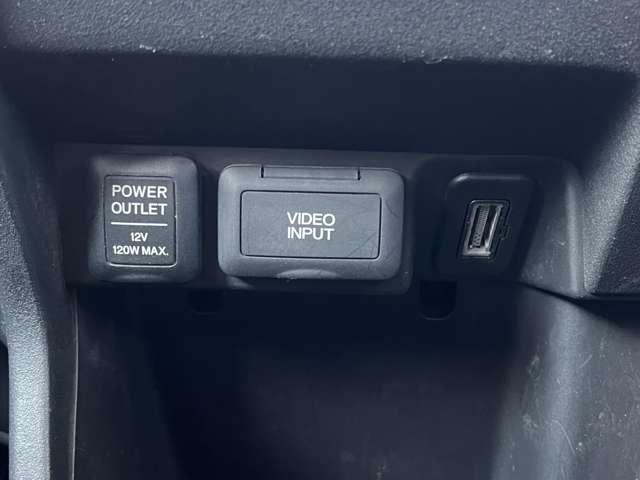 POWER
OUTLET
12V
120W MAX.
VIDEO
INPUT